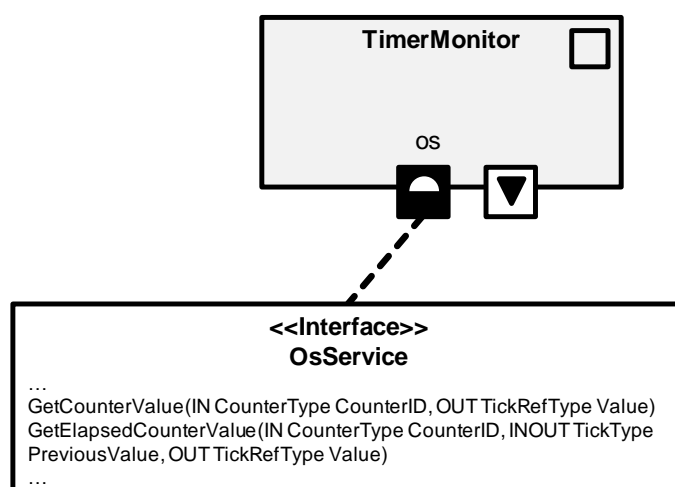 TimerMonitor
os
<<Interface>>
OsService
...
GetCounterValue(IN CounterType CounterID, OUT TickRefType Value)
GetElapsedCounterValue(IN CounterType CounterID, INOUT TickType
PreviousValue, OUT TickRefType Value)
...